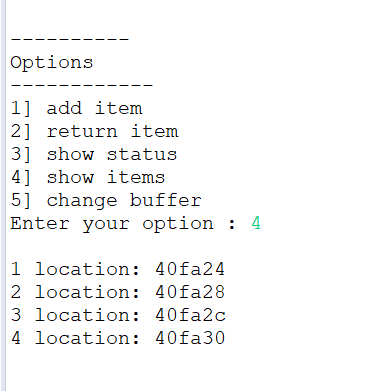 ----------
Options
------------
1] add item
2] return item
3] show status
4] show items
5] change buffer
Enter your option : 4
1 location: 40fa24
2 location: 40fa28
3 location: 40fa2c
4 location: 40fa30